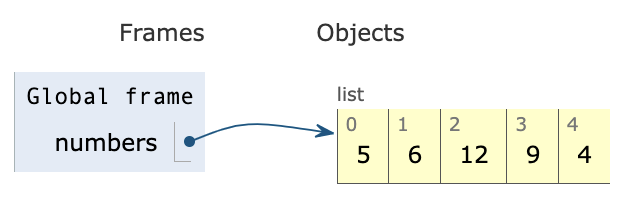 Frames Objects
Global frame
numbers
list
0 1 2 3 4
5 6 12 9 4